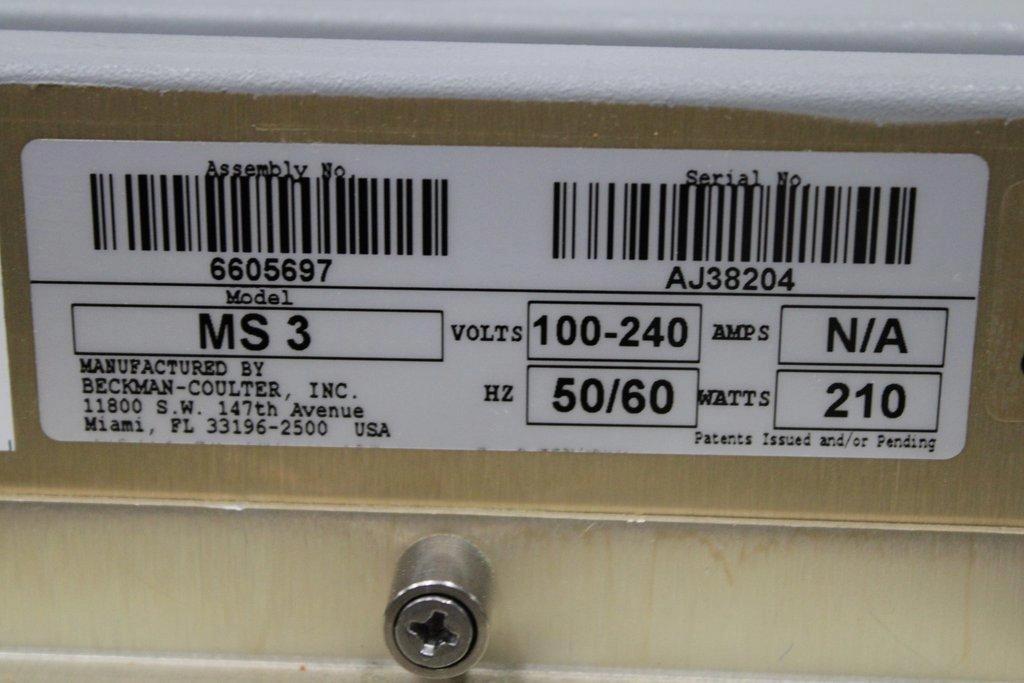 Assembly No. Serial No.
6605697 AJ38204
Model
MS 3 VOLTS 100-240 AMPS N/A
MANUFACTURED BY
BECKMAN-COULTER, INC.
11800 S.W. 147th Avenue
Miami, FL 33196-2500 USA
HZ 50/60 WATTS 210
Patents Issued and/or Pending